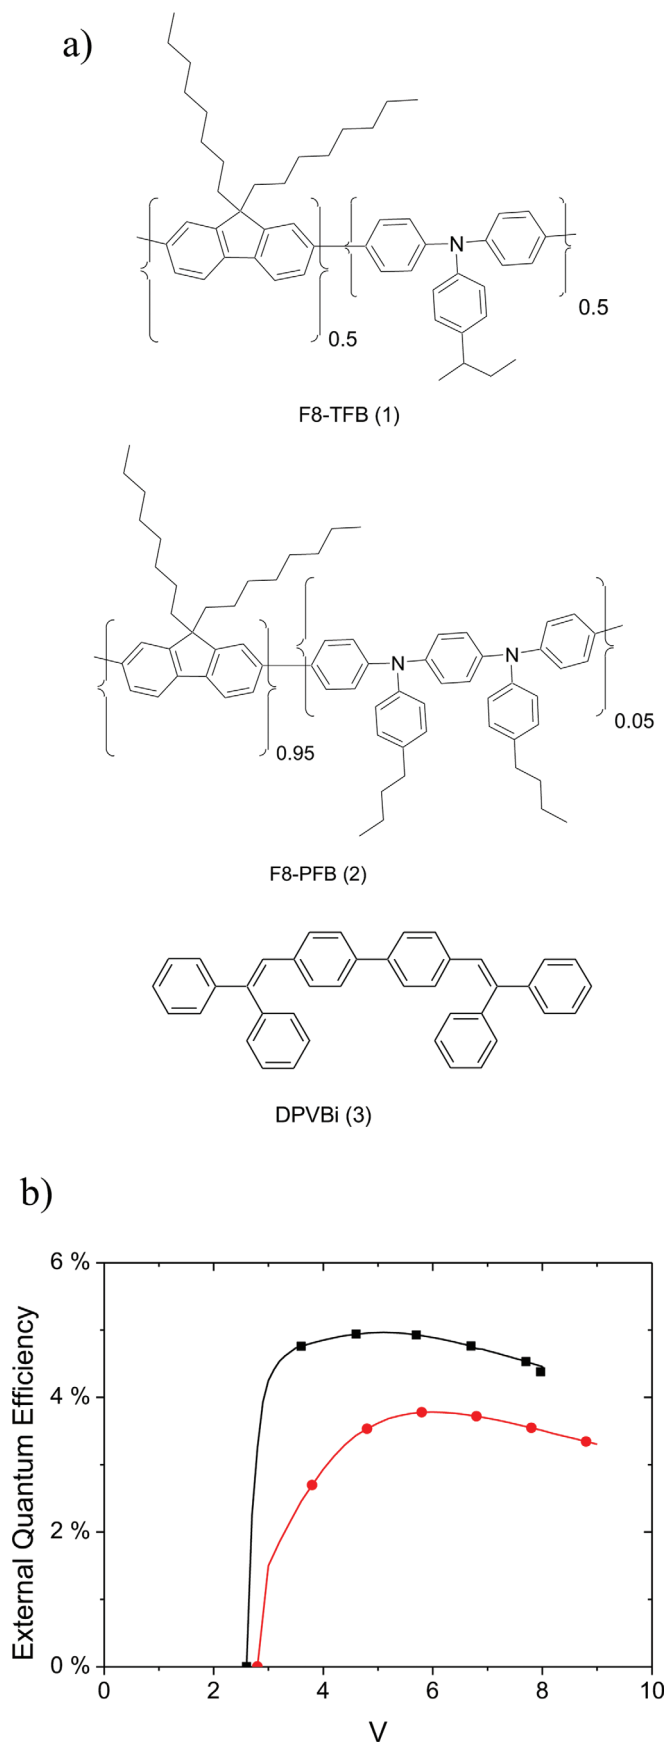 a)
N
0.5
0.5
F8-TFB (1)
N
N
0.95
0.05
F8-PFB (2)
DPVBi (3)
b)
External Quantum Efficiency
6 %
4 %
2 %
0 %
0 2 4 6 8 10
V